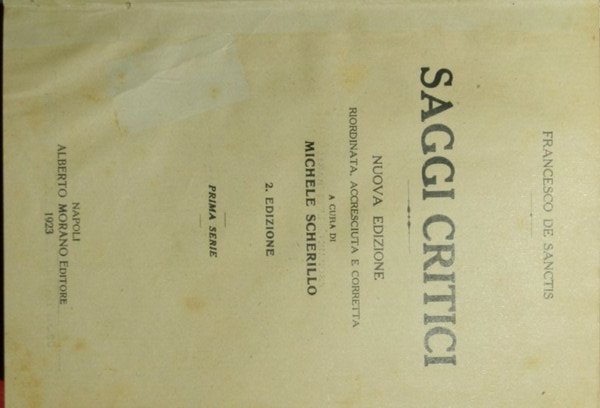 FRANCESCO DE SANCTIS
SAGGI CRITICI
NUOVA EDIZIONE
RIORDINATA, ACCRESCIUTA E CORRETTA
A CURA DI
MICHELE SCHERILLO
2. EDIZIONE
PRIMA SERIE
NAPOLI
ALBERTO MORANO EDITORE
1923